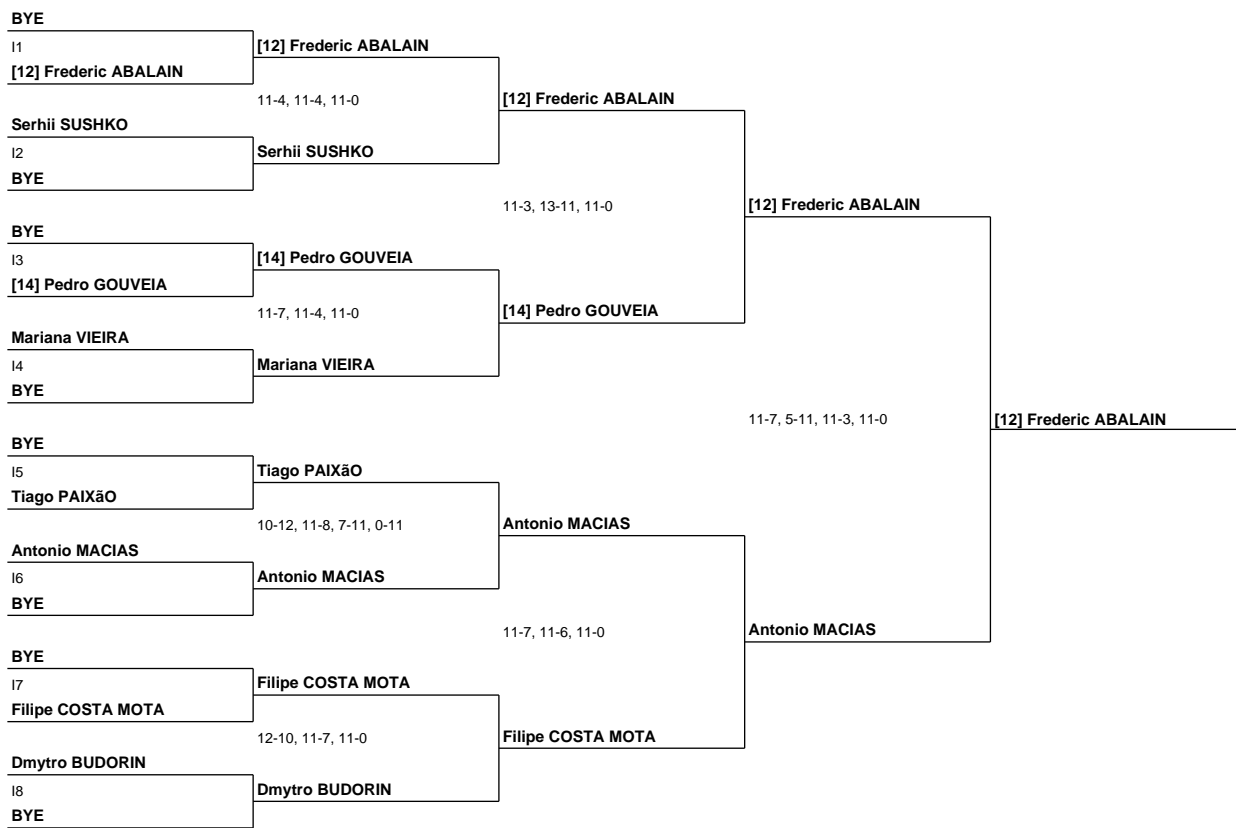 BYE
I1
[12] Frederic ABALAIN
[12] Frederic ABALAIN
11-4, 11-4, 11-0
[12] Frederic ABALAIN
Serhii SUSHKO
I2
Serhii SUSHKO
BYE
11-3, 13-11, 11-0
[12] Frederic ABALAIN
BYE
I3
[14] Pedro GOUVEIA
[14] Pedro GOUVEIA
11-7, 11-4, 11-0
[14] Pedro GOUVEIA
Mariana VIEIRA
I4
Mariana VIEIRA
BYE
11-7, 5-11, 11-3, 11-0
[12] Frederic ABALAIN
BYE
I5
Tiago PAIXãO
Tiago PAIXãO
10-12, 11-8, 7-11, 0-11
Antonio MACIAS
Antonio MACIAS
I6
Antonio MACIAS
BYE
11-7, 11-6, 11-0
Antonio MACIAS
BYE
I7
Filipe COSTA MOTA
Filipe COSTA MOTA
12-10, 11-7, 11-0
Filipe COSTA MOTA
Dmytro BUDORIN
I8
Dmytro BUDORIN
BYE